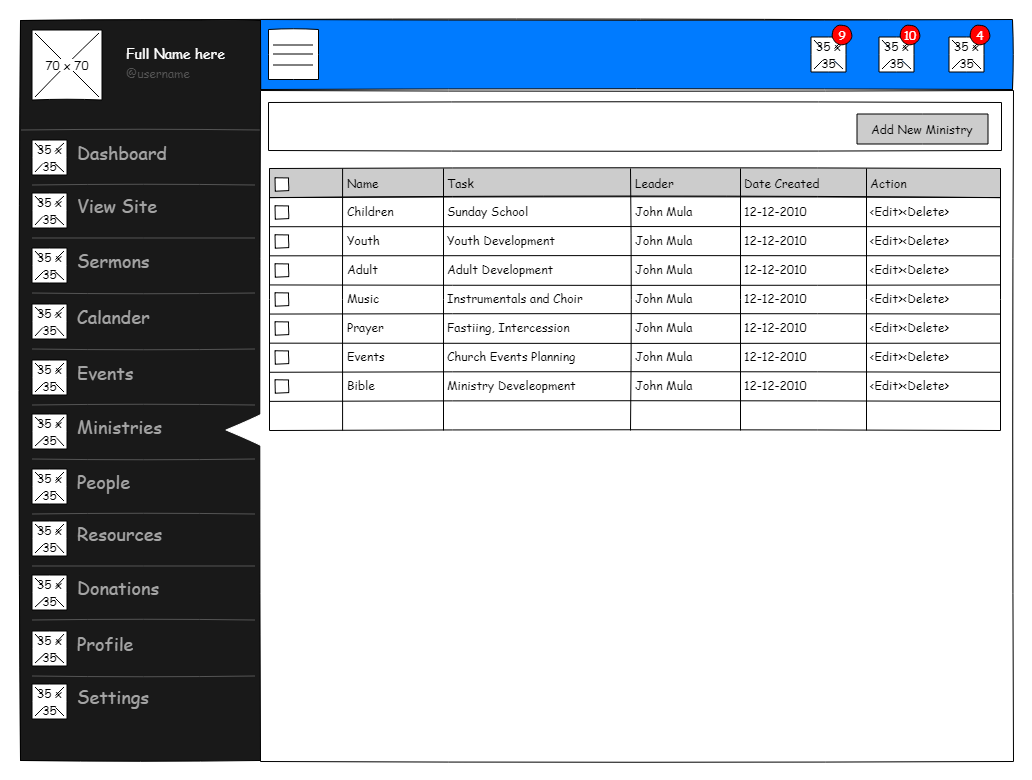 70 x 70
Full Name here
@username
9
10
4
35 x 35
35 x 35
35 x 35
Add New Ministry
35 x 35
Dashboard
35 x 35
View Site
35 x 35
Sermons
35 x 35
Calander
35 x 35
Events
35 x 35
Ministries
35 x 35
People
35 x 35
Resources
35 x 35
Donations
35 x 35
Profile
35 x 35
Settings
Name Task Leader Date Created Action
Children Sunday School John Mula 12-12-2010 <Edit><Delete>
Youth Youth Development John Mula 12-12-2010 <Edit><Delete>
Adult Adult Development John Mula 12-12-2010 <Edit><Delete>
Music Instrumentals and Choir John Mula 12-12-2010 <Edit><Delete>
Prayer Fastiing, Intercession John Mula 12-12-2010 <Edit><Delete>
Events Church Events Planning John Mula 12-12-2010 <Edit><Delete>
Bible Ministry Develeopment John Mula 12-12-2010 <Edit><Delete>